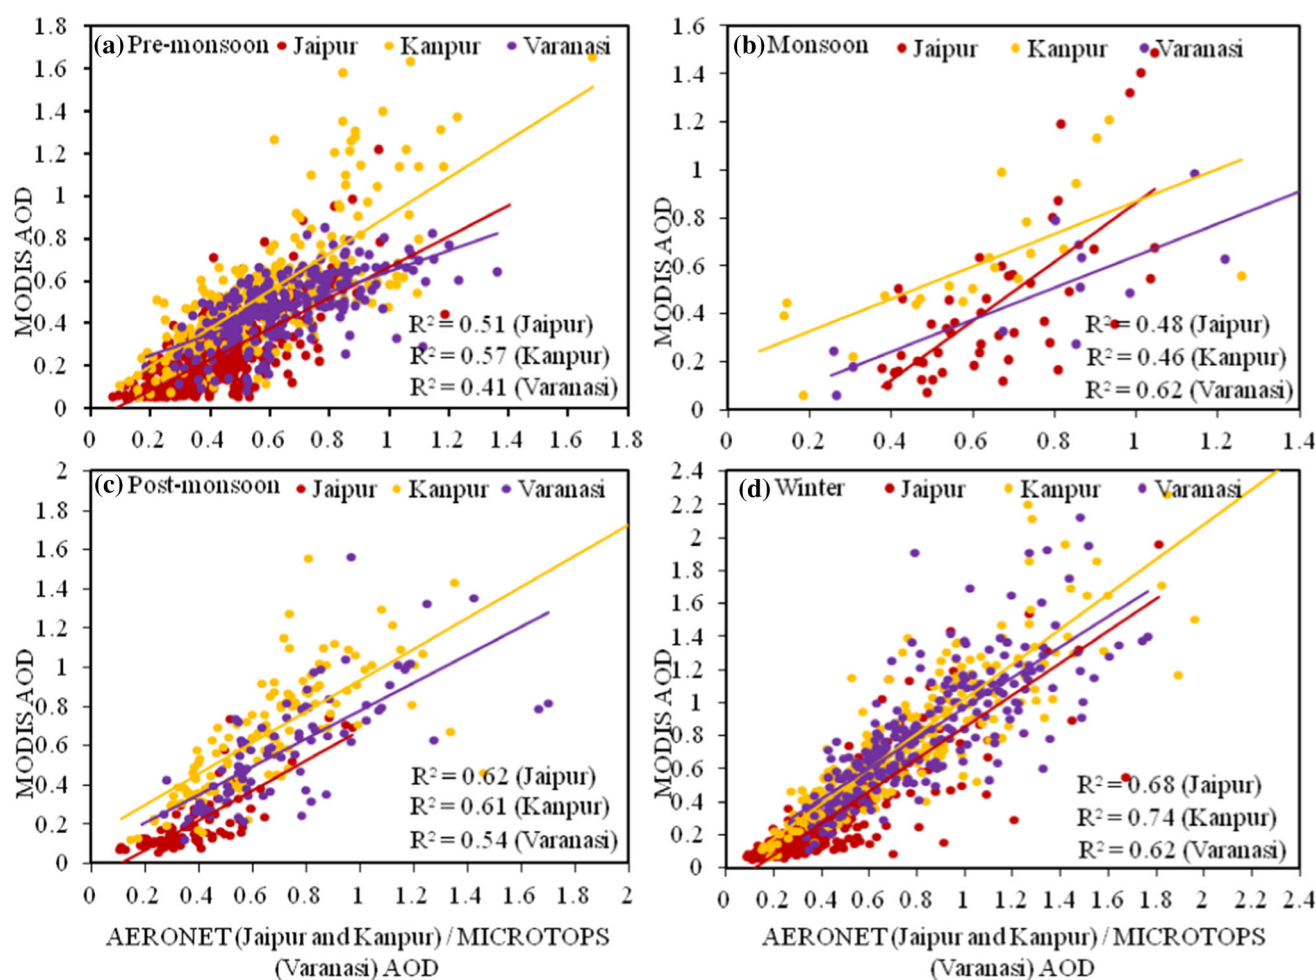 (a) Pre-monsoon Jaipur Kanpur Varanasi
1.8
1.6
1.4
1.2
1
0.8
0.6
0.4
0.2
0
MODIS AOD
R² = 0.51 (Jaipur)
R² = 0.57 (Kanpur)
R² = 0.41 (Varanasi)
0 0.2 0.4 0.6 0.8 1 1.2 1.4 1.6 1.8
(b) Monsoon Jaipur Kanpur Varanasi
1.6
1.4
1.2
1
0.8
0.6
0.4
0.2
0
MODIS AOD
R² = 0.48 (Jaipur)
R² = 0.46 (Kanpur)
R² = 0.62 (Varanasi)
0 0.2 0.4 0.6 0.8 1 1.2 1.4
(c) Post-monsoon Jaipur Kanpur Varanasi
2
1.8
1.6
1.4
1.2
1
0.8
0.6
0.4
0.2
0
MODIS AOD
R² = 0.62 (Jaipur)
R² = 0.61 (Kanpur)
R² = 0.54 (Varanasi)
0 0.2 0.4 0.6 0.8 1 1.2 1.4 1.6 1.8 2
AERONET (Jaipur and Kanpur) / MICROTOPS
(Varanasi) AOD
(d) Winter Jaipur Kanpur Varanasi
2.4
2.2
2
1.8
1.6
1.4
1.2
1
0.8
0.6
0.4
0.2
0
MODIS AOD
R² = 0.68 (Jaipur)
R² = 0.74 (Kanpur)
R² = 0.62 (Varanasi)
0 0.2 0.4 0.6 0.8 1 1.2 1.4 1.6 1.8 2 2.2 2.4
AERONET (Jaipur and Kanpur) / MICROTOPS
(Varanasi) AOD